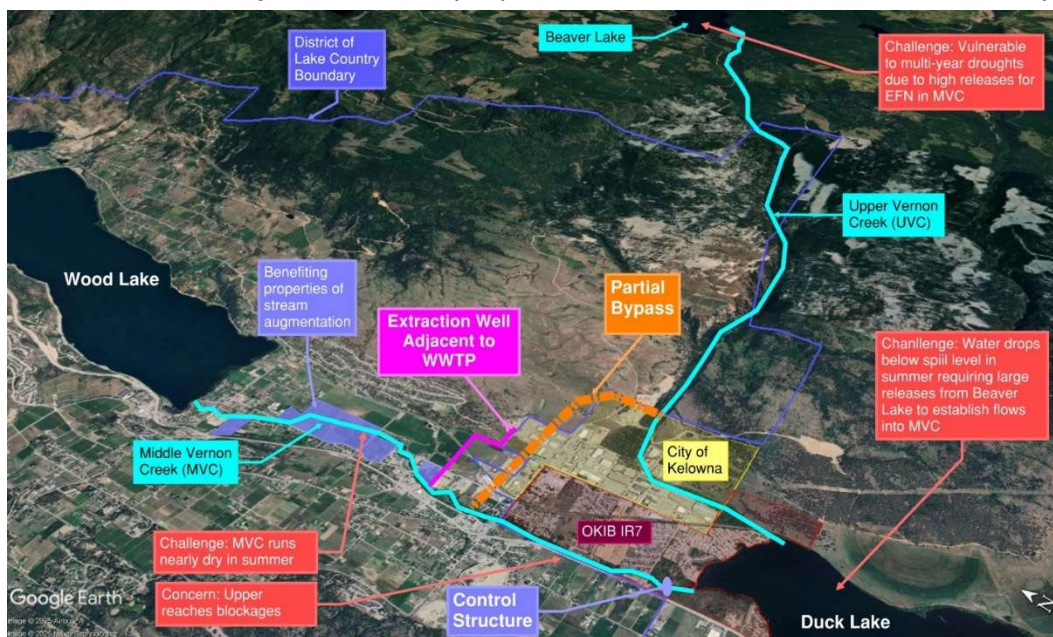 Beaver Lake
District of
Lake Country
Boundary
Challenge: Vulnerable
to multi-year droughts
due to high releases for
EFN in MVC
Upper Vernon
Creek (UVC)
Wood Lake
Benefiting
properties of
stream
augmentation
Partial
Bypass
Extraction Well
Adjacent to
WWTP
Channlenge: Water drops
below spill level in
summer requiring large
releases from Beaver
Lake to establish flows
into MVC
Middle Vernon
Creek (MVC)
City of
Kelowna
OKIB IR7
Challenge: MVC runs
nearly dry in summer
Concern: Upper
reaches blockages
Control
Structure
Duck Lake
N
Google Earth
Image © 2025 Airbus